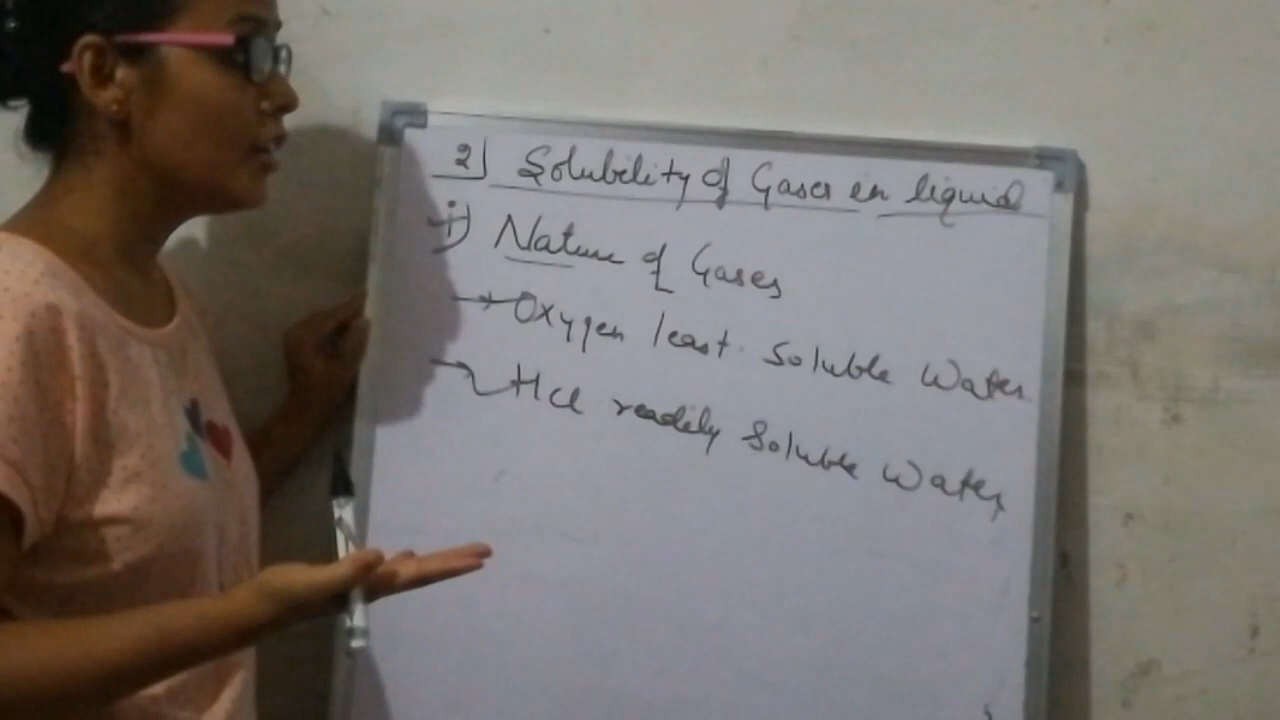 2) Solubility of Gases in liquid
i) Nature of Gases
→ Oxygen least soluble Water
→ HCl readily Soluble Water